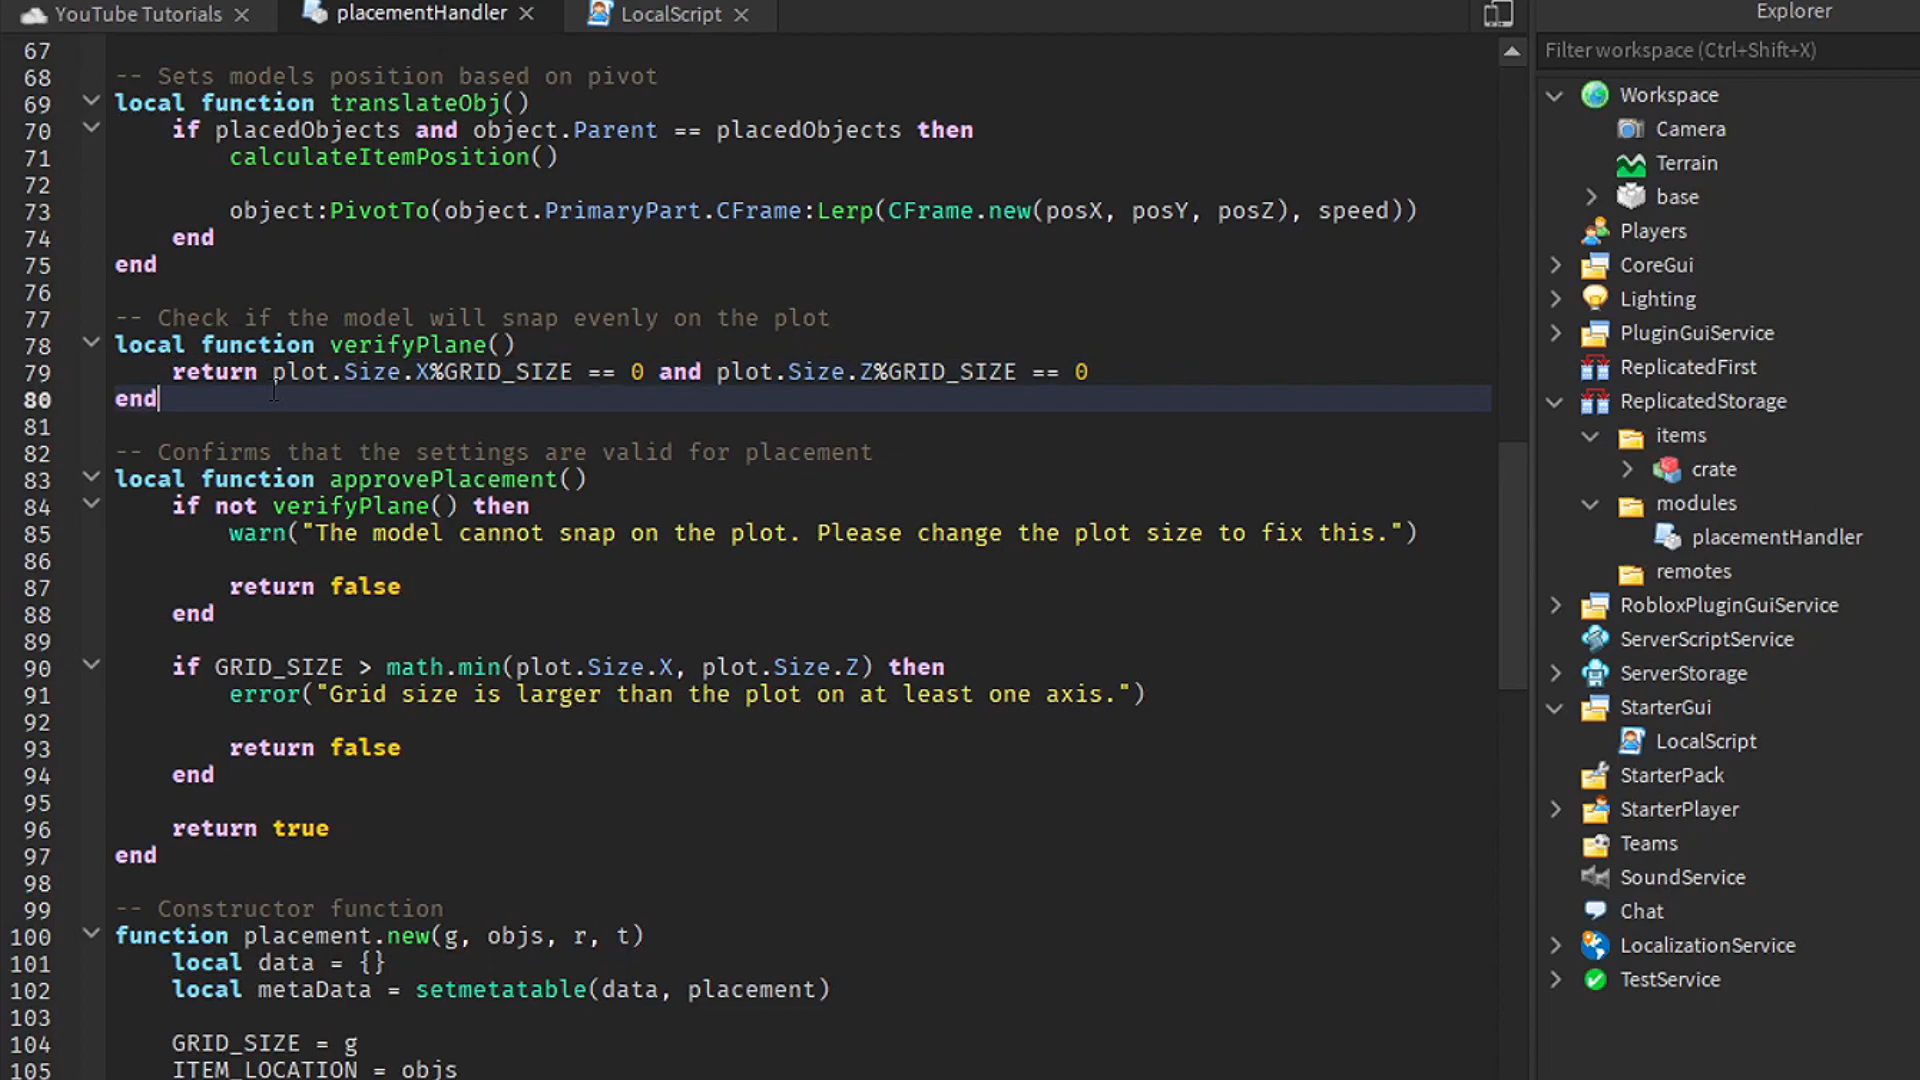 YouTube Tutorials
placementHandler
LocalScript
67
68 -- Sets models position based on pivot
69 local function translateObj()
70 if placedObjects and object.Parent == placedObjects then
71 calculateItemPosition()
72
73 object:PivotTo(object.PrimaryPart.CFrame:Lerp(CFrame.new(posX, posY, posZ), speed))
74 end
75 end
76
77 -- Check if the model will snap evenly on the plot
78 local function verifyPlane()
79 return plot.Size.X%GRID_SIZE == 0 and plot.Size.Z%GRID_SIZE == 0
80 end
81
82 -- Confirms that the settings are valid for placement
83 local function approvePlacement()
84 if not verifyPlane() then
85 warn("The model cannot snap on the plot. Please change the plot size to fix this.")
86
87 return false
88 end
89
90 if GRID_SIZE > math.min(plot.Size.X, plot.Size.Z) then
91 error("Grid size is larger than the plot on at least one axis.")
92
93 return false
94 end
95
96 return true
97 end
98
99 -- Constructor function
100 function placement.new(g, objs, r, t)
101 local data = {}
102 local metaData = setmetatable(data, placement)
103
104 GRID_SIZE = g
105 ITEM_LOCATION = objs
Explorer
Filter workspace (Ctrl+Shift+X)
Workspace
Camera
Terrain
base
Players
CoreGui
Lighting
PluginGuiService
ReplicatedFirst
ReplicatedStorage
items
crate
modules
placementHandler
remotes
RobloxPluginGuiService
ServerScriptService
ServerStorage
StarterGui
LocalScript
StarterPack
StarterPlayer
Teams
SoundService
Chat
LocalizationService
TestService